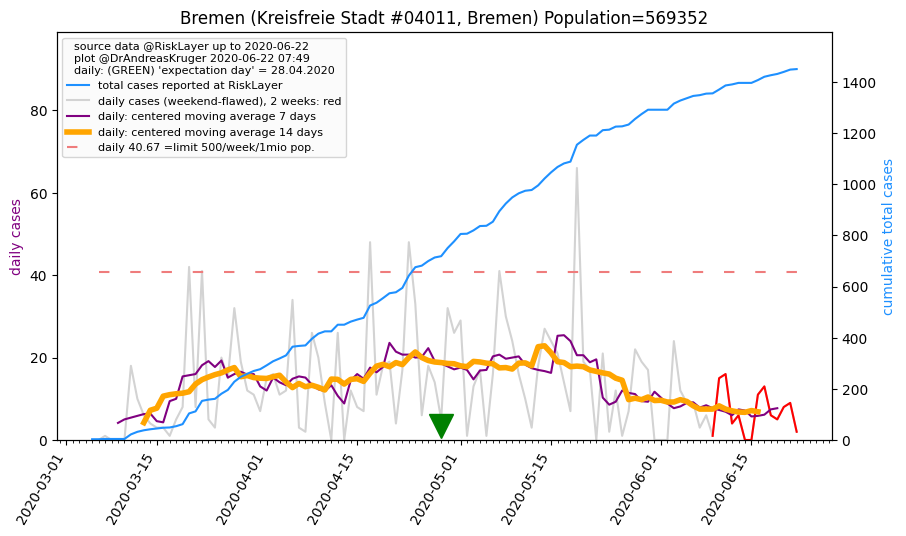 Bremen (Kreisfreie Stadt #04011, Bremen) Population=569352
source data @RiskLayer up to 2020-06-22
plot @DrAndreasKruger 2020-06-22 07:49
daily: (GREEN) 'expectation day' = 28.04.2020
total cases reported at RiskLayer
daily cases (weekend-flawed), 2 weeks: red
daily: centered moving average 7 days
daily: centered moving average 14 days
daily 40.67 =limit 500/week/1mio pop.
daily cases
80
60
40
20
0
cumulative total cases
1400
1200
1000
800
600
400
200
0
2020-03-01
2020-03-15
2020-04-01
2020-04-15
2020-05-01
2020-05-15
2020-06-01
2020-06-15